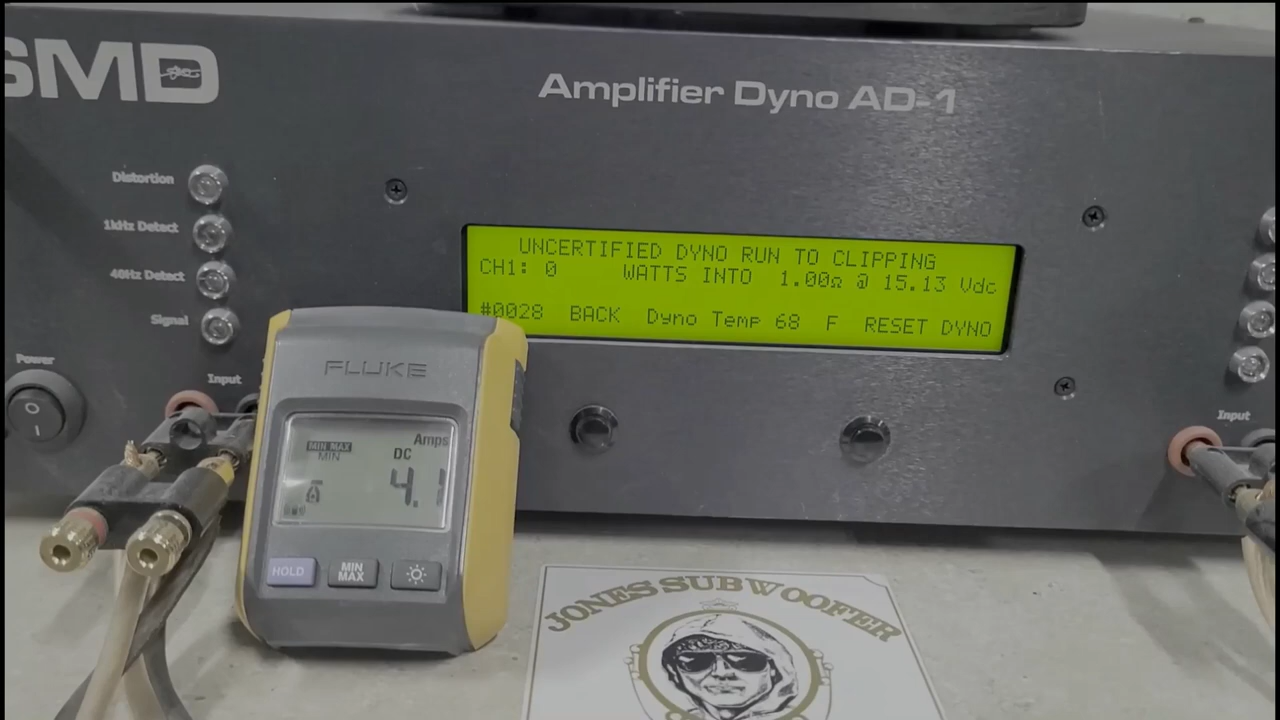 SMD
Amplifier Dyno AD-1
Distortion
1kHz Detect
40Hz Detect
Signal
Power
Input
UNCERTIFIED DYNO RUN TO CLIPPING
CH1: 0 WATTS INTO 1.00Ω @ 15.13 Vdc
#0028 BACK Dyno Temp 68 F RESET DYNO
FLUKE
MIN MAX
MIN
Amps
DC
4.1
HOLD
MIN
MAX
Input
JONES SUBWOOFER